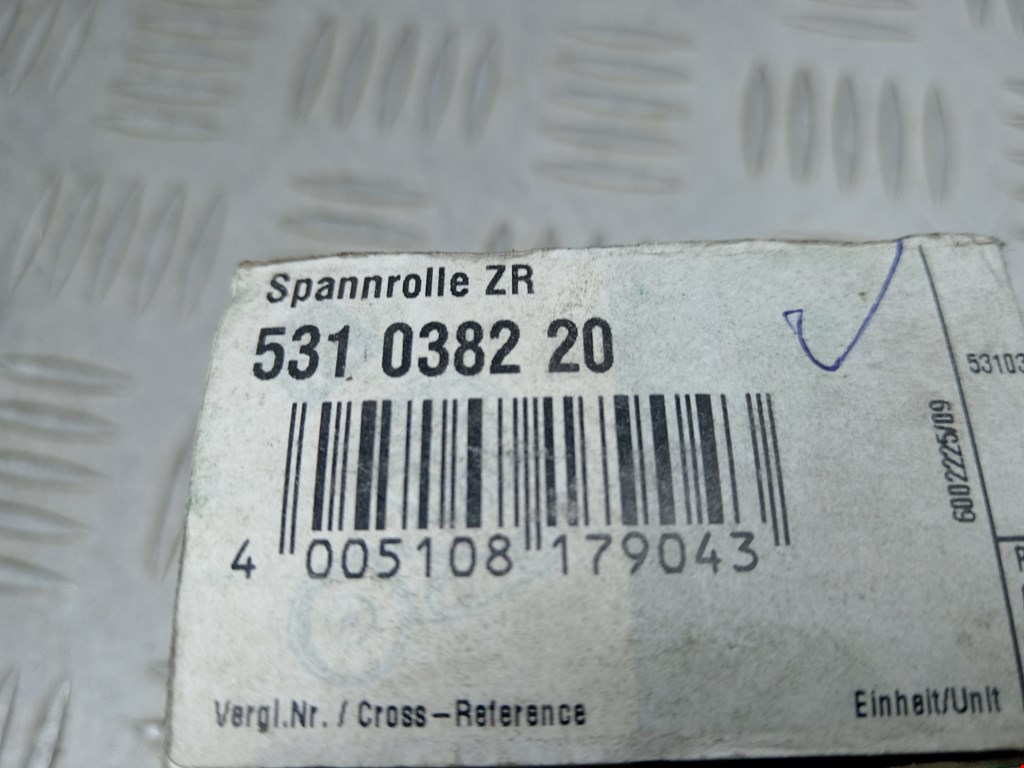 Spannrolle ZR
531 0382 20
53103
6002225/09
4 005108 179043
Vergl.Nr. / Cross-Reference
Einheit/Unit